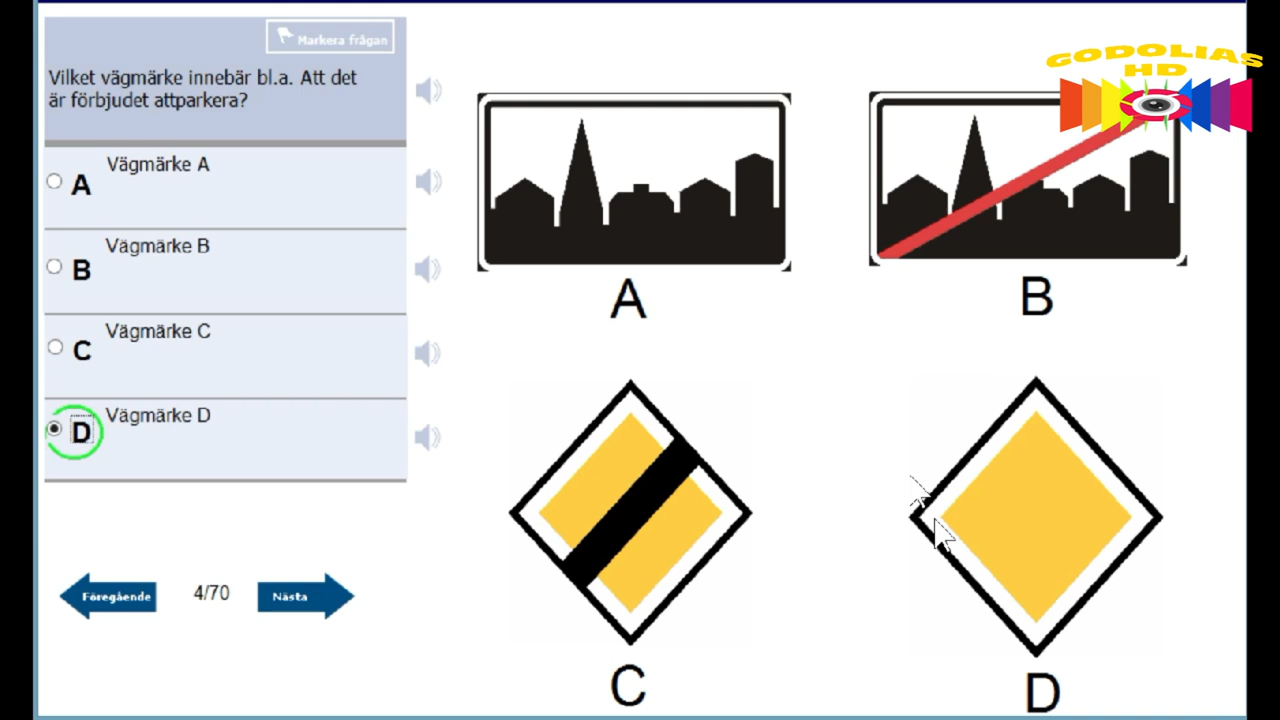 Markera frågan
Vilket vägmärke innebär bl.a. Att det
är förbjudet attparkera?
A Vägmärke A
B Vägmärke B
C Vägmärke C
D Vägmärke D
Föregående 4/70 Nästa
A
B
C
D
GODOLIAS
HD